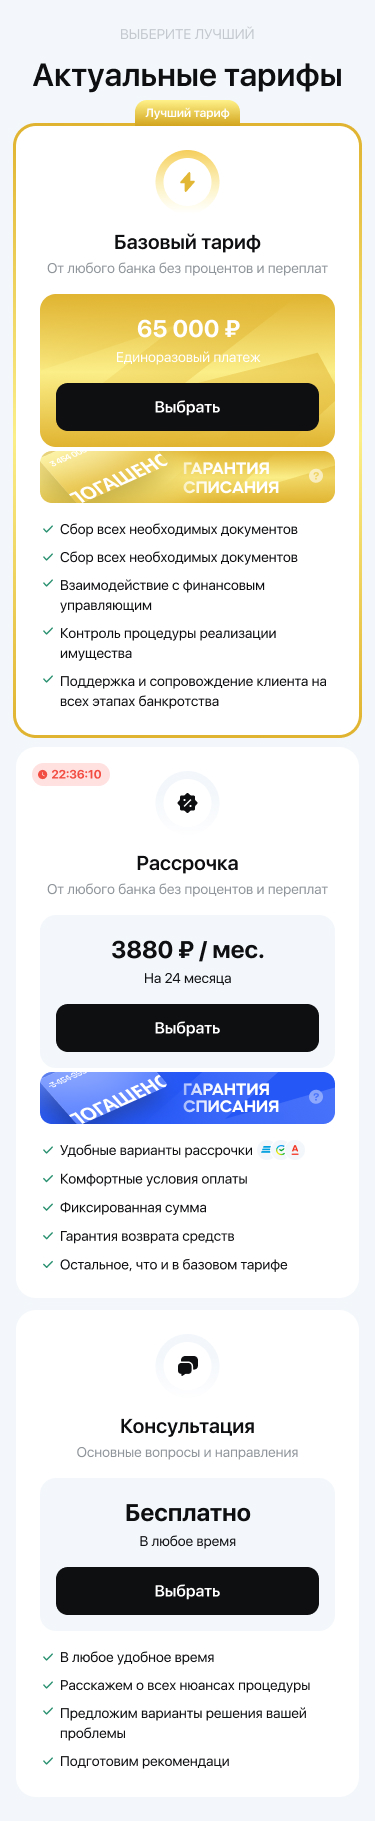 ВЫБЕРИТЕ ЛУЧШИЙ
Актуальные тарифы
Лучший тариф
Базовый тариф
От любого банка без процентов и переплат
65 000 ₽
Единоразовый платеж
Выбрать
ПОГАШЕНО
ГАРАНТИЯ
СПИСАНИЯ
?
Сбор всех необходимых документов
Сбор всех необходимых документов
Взаимодействие с финансовым
управляющим
Контроль процедуры реализации
имущества
Поддержка и сопровождение клиента на
всех этапах банкротства
22:36:10
Рассрочка
От любого банка без процентов и переплат
3880 ₽ / мес.
На 24 месяца
Выбрать
ПОГАШЕНО
ГАРАНТИЯ
СПИСАНИЯ
?
Удобные варианты рассрочки
Комфортные условия оплаты
Фиксированная сумма
Гарантия возврата средств
Остальное, что и в базовом тарифе
Консультация
Основные вопросы и направления
Бесплатно
В любое время
Выбрать
В любое удобное время
Расскажем о всех нюансах процедуры
Предложим варианты решения вашей
проблемы
Подготовим рекомендаци